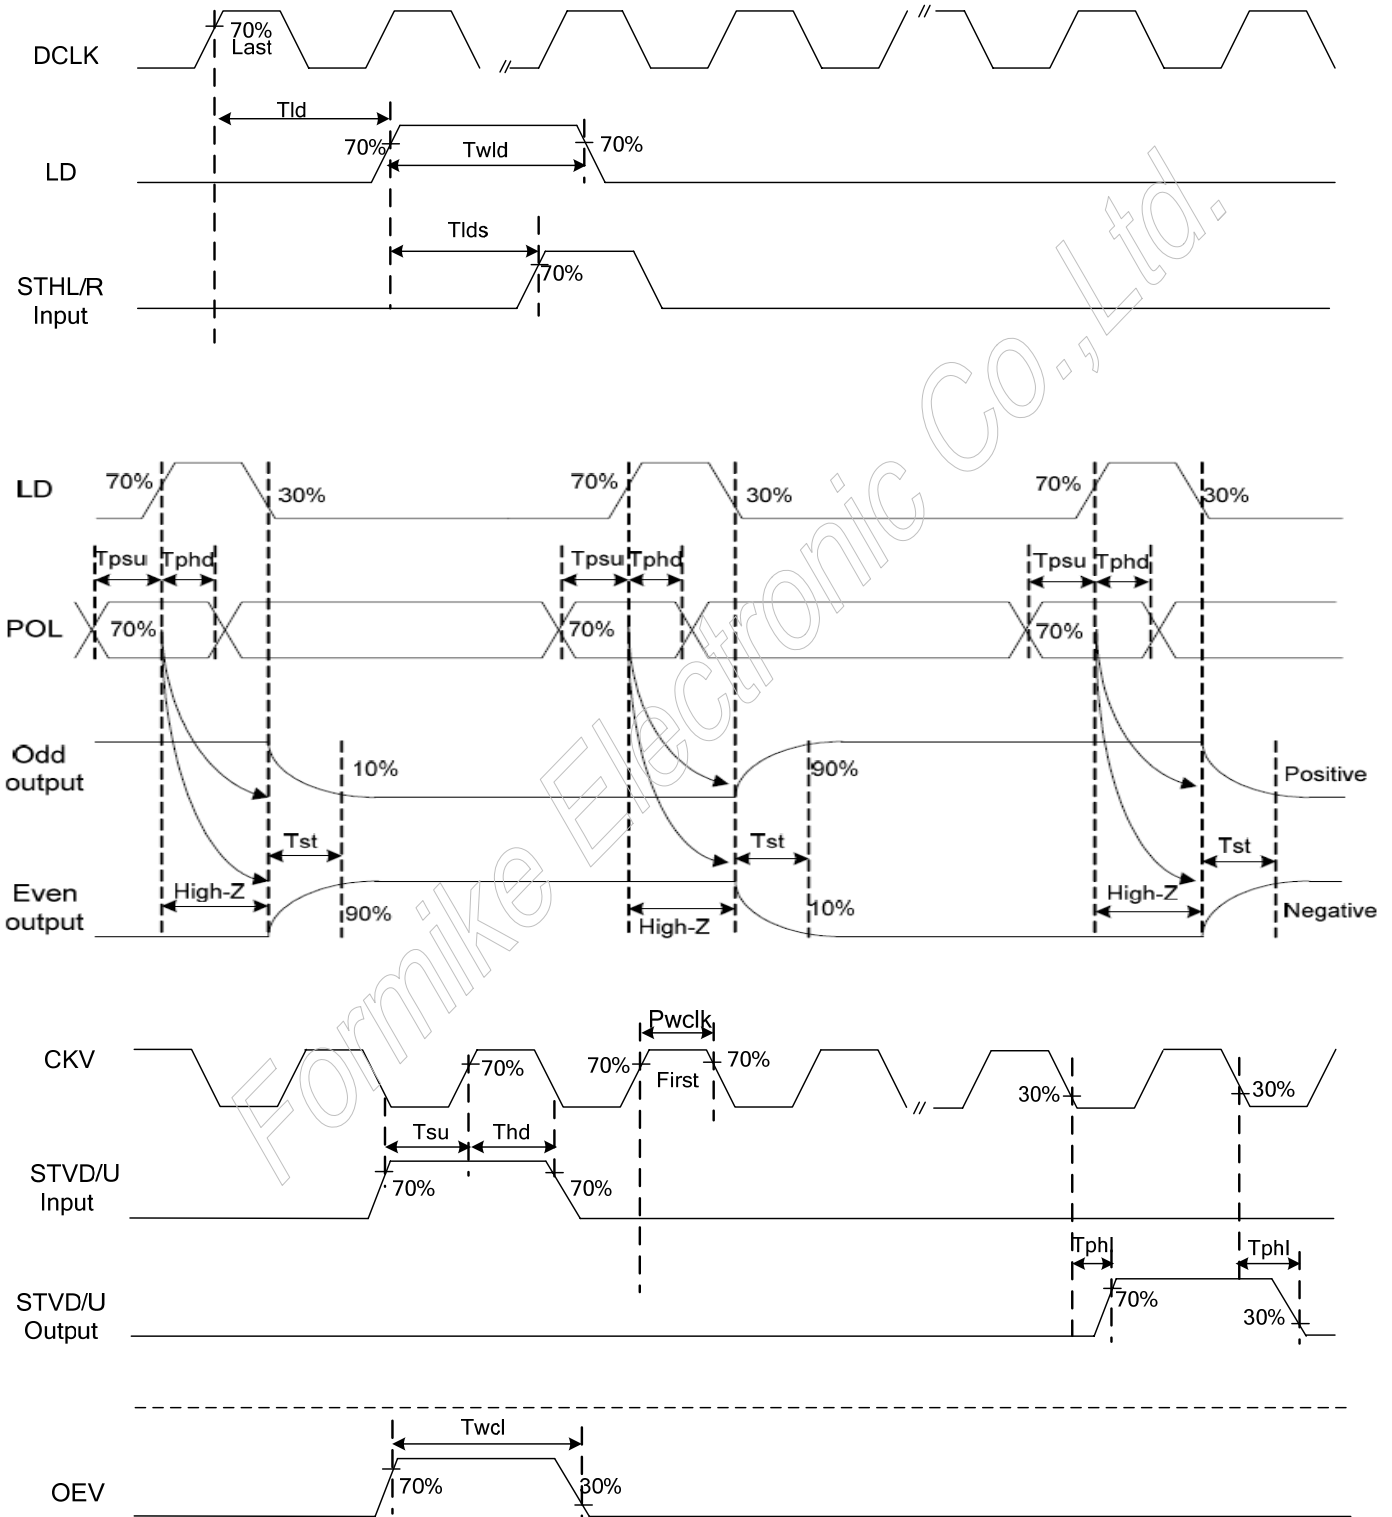 DCLK
70%
Last
Tld
LD
70%
Twld
70%
Tlds
STHL/R
Input
70%
LD
70%
30%
70%
30%
70%
30%
Tpsu
Tphd
Tpsu
Tphd
Tpsu
Tphd
POL
70%
70%
70%
Odd
output
10%
90%
Positive
Tst
Tst
Tst
Even
output
High-Z
90%
High-Z
10%
High-Z
Negative
Pwclk
CKV
70%
70%
First
70%
30%
30%
Tsu
Thd
STVD/U
Input
70%
70%
Tphl
Tphl
STVD/U
Output
70%
30%
Twcl
OEV
70%
30%
Formike Electronic Co.,Ltd.